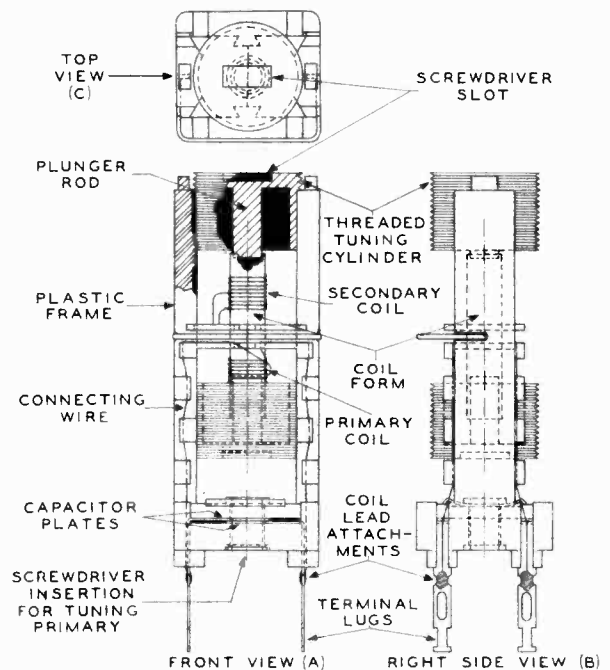 TOP
VIEW
(C)
SCREWDRIVER
SLOT
PLUNGER
ROD
THREADED
TUNING
CYLINDER
SECONDARY
COIL
PLASTIC
FRAME
COIL
FORM
CONNECTING
WIRE
PRIMARY
COIL
CAPACITOR
PLATES
COIL
LEAD
ATTACH-
MENTS
SCREWDRIVER
INSERTION
FOR TUNING
PRIMARY
TERMINAL
LUGS
FRONT VIEW (A)
RIGHT SIDE VIEW (B)